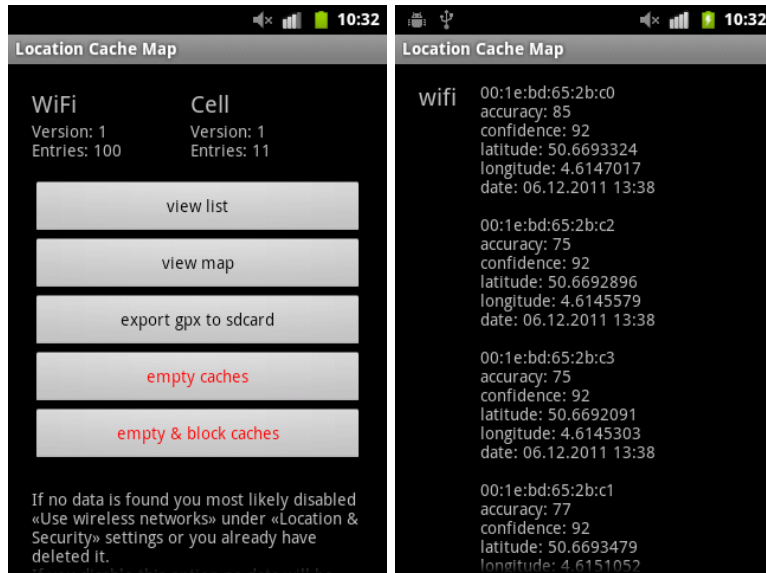 10:32
Location Cache Map
WiFi
Version: 1
Entries: 100
Cell
Version: 1
Entries: 11
view list
view map
export gpx to sdcard
empty caches
empty & block caches
If no data is found you most likely disabled
«Use wireless networks» under «Location &
Security» settings or you already have
deleted it.
10:32
Location Cache Map
wifi
00:1e:bd:65:2b:c0
accuracy: 85
confidence: 92
latitude: 50.6693324
longitude: 4.6147017
date: 06.12.2011 13:38
00:1e:bd:65:2b:c2
accuracy: 75
confidence: 92
latitude: 50.6692896
longitude: 4.6145579
date: 06.12.2011 13:38
00:1e:bd:65:2b:c3
accuracy: 75
confidence: 92
latitude: 50.6692091
longitude: 4.6145303
date: 06.12.2011 13:38
00:1e:bd:65:2b:c1
accuracy: 77
confidence: 92
latitude: 50.6693479
longitude: 4.6151052